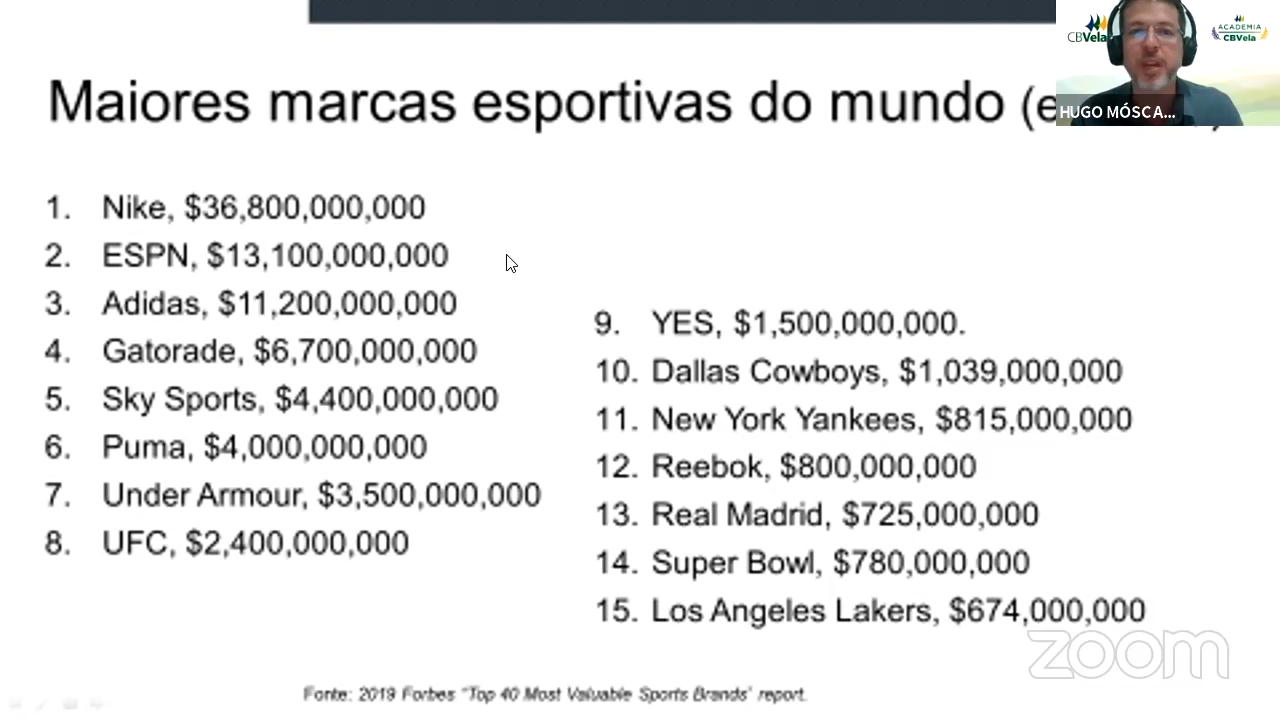 CBVela
ACADEMIA
CBVela
HUGO MÓSCA...
Maiores marcas esportivas do mundo
1. Nike, $36,800,000,000
2. ESPN, $13,100,000,000
3. Adidas, $11,200,000,000
4. Gatorade, $6,700,000,000
5. Sky Sports, $4,400,000,000
6. Puma, $4,000,000,000
7. Under Armour, $3,500,000,000
8. UFC, $2,400,000,000
9. YES, $1,500,000,000.
10. Dallas Cowboys, $1,039,000,000
11. New York Yankees, $815,000,000
12. Reebok, $800,000,000
13. Real Madrid, $725,000,000
14. Super Bowl, $780,000,000
15. Los Angeles Lakers, $674,000,000
zoom
Fonte: 2019 Forbes "Top 40 Most Valuable Sports Brands" report.